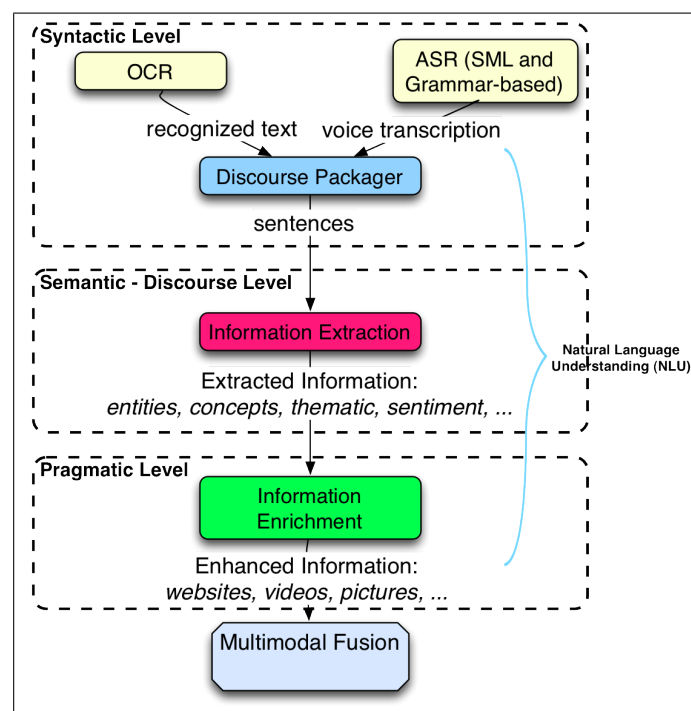 Syntactic Level
OCR
ASR (SML and
Grammar-based)
recognized text
voice transcription
Discourse Packager
sentences
Semantic - Discourse Level
Information Extraction
Extracted Information:
entities, concepts, thematic, sentiment, ...
Natural Language
Understanding (NLU)
Pragmatic Level
Information
Enrichment
Enhanced Information:
websites, videos, pictures, ...
Multimodal Fusion